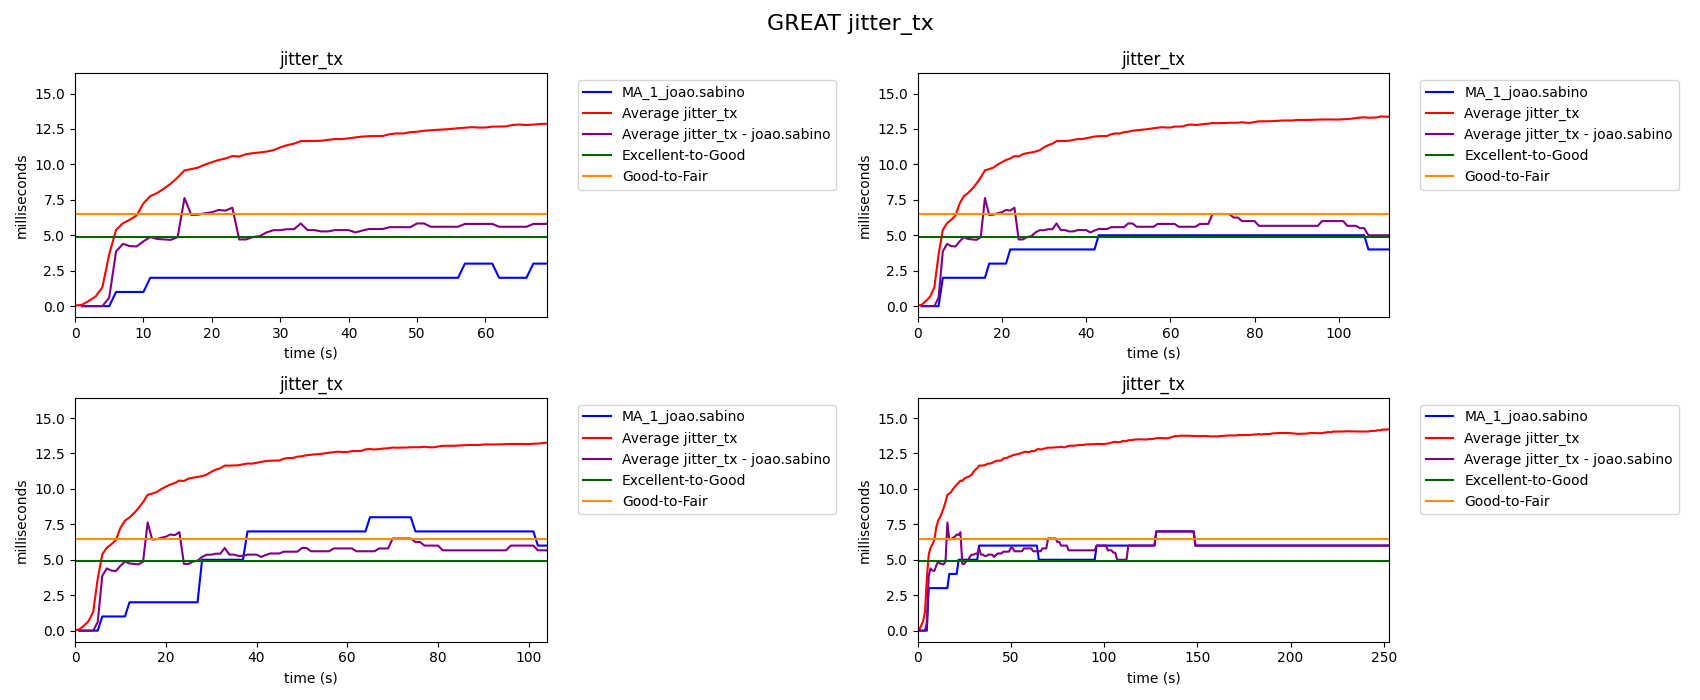 GREAT jitter_tx
jitter_tx
milliseconds
15.0
12.5
10.0
7.5
5.0
2.5
0.0
0 10 20 30 40 50 60
time (s)
MA_1_joao.sabino
Average jitter_tx
Average jitter_tx - joao.sabino
Excellent-to-Good
Good-to-Fair
jitter_tx
milliseconds
15.0
12.5
10.0
7.5
5.0
2.5
0.0
0 20 40 60 80 100
time (s)
MA_1_joao.sabino
Average jitter_tx
Average jitter_tx - joao.sabino
Excellent-to-Good
Good-to-Fair
jitter_tx
milliseconds
15.0
12.5
10.0
7.5
5.0
2.5
0.0
0 20 40 60 80 100
time (s)
MA_1_joao.sabino
Average jitter_tx
Average jitter_tx - joao.sabino
Excellent-to-Good
Good-to-Fair
jitter_tx
milliseconds
15.0
12.5
10.0
7.5
5.0
2.5
0.0
0 50 100 150 200 250
time (s)
MA_1_joao.sabino
Average jitter_tx
Average jitter_tx - joao.sabino
Excellent-to-Good
Good-to-Fair